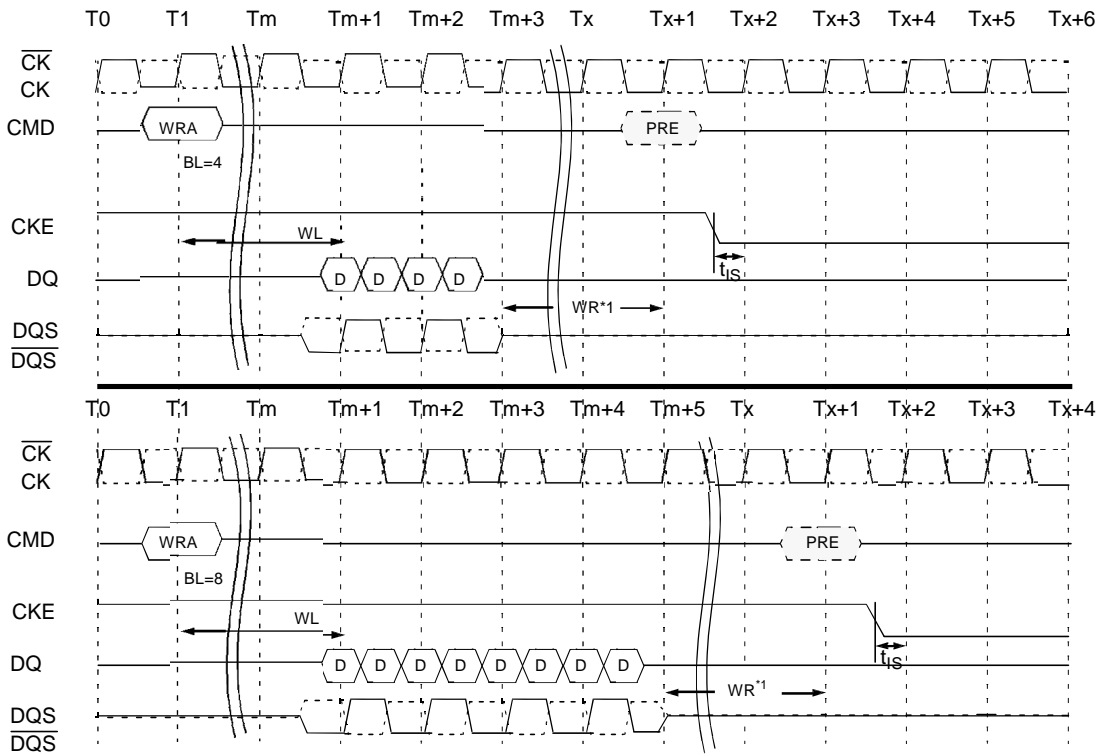 T0 T1 Tm Tm+1 Tm+2 Tm+3 Tx Tx+1 Tx+2 Tx+3 Tx+4 Tx+5 Tx+6
CK
CK
CMD WRA PRE
BL=4
CKE WL
tIS
DQ D D D D
WR*1
DQS
DQS
T0 T1 Tm Tm+1 Tm+2 Tm+3 Tm+4 Tm+5 Tx Tx+1 Tx+2 Tx+3 Tx+4
CK
CK
CMD WRA PRE
BL=8
CKE
WL
DQ D D D D D D D D tIS
WR*1
DQS
DQS